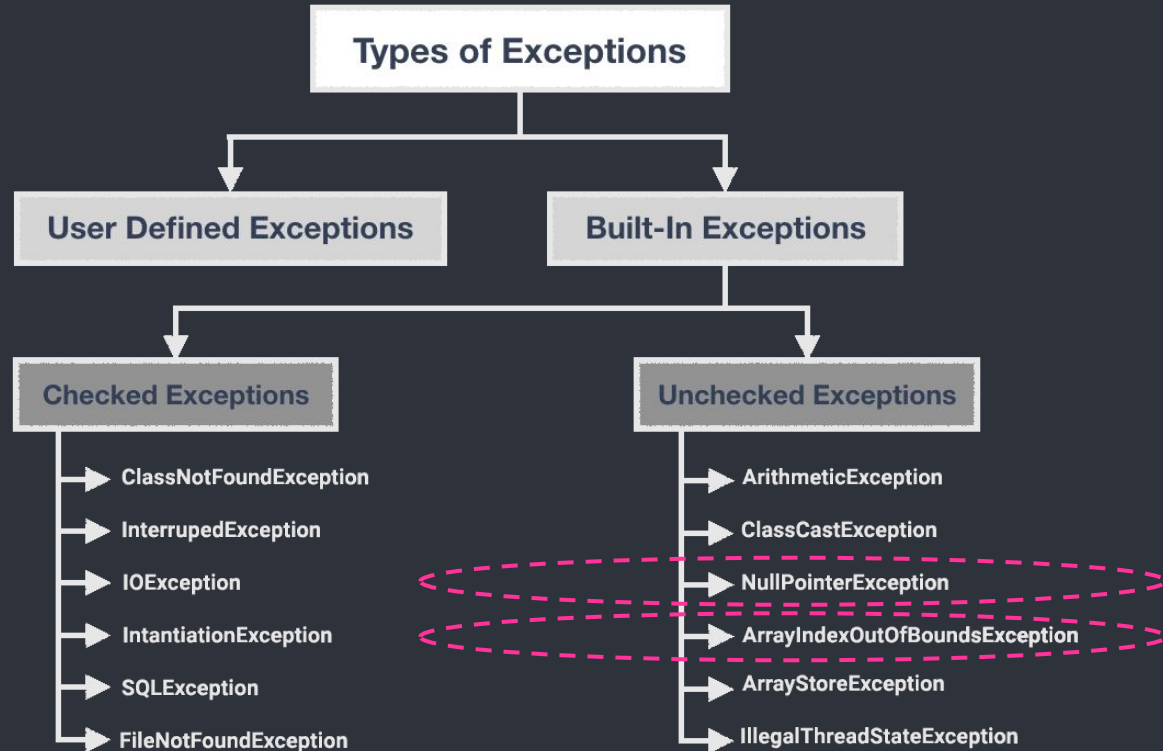 Types of Exceptions
User Defined Exceptions
Built-In Exceptions
Checked Exceptions
Unchecked Exceptions
ClassNotFoundException
InterrupedException
IOException
IntantiationException
SQLException
FileNotFoundException
ArithmeticException
ClassCastException
NullPointerException
ArrayIndexOutOfBoundsException
ArrayStoreException
IllegalThreadStateException